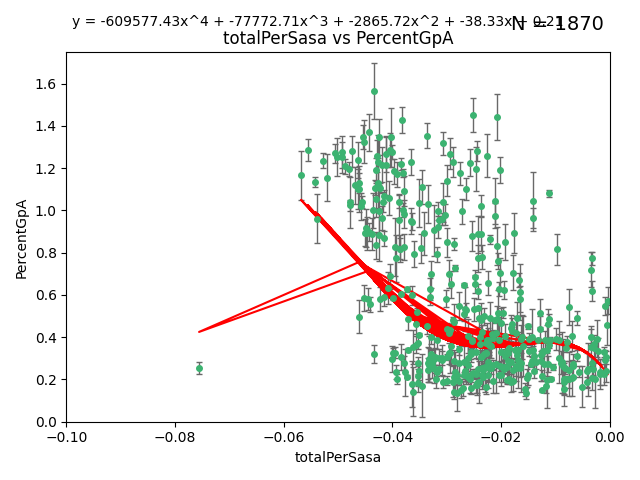 y = -609577.43x^4 + -77772.71x^3 + -2865.72x^2 + -38.33x + 0.21
N = 1870
totalPerSasa vs PercentGpA
PercentGpA
1.6
1.4
1.2
1.0
0.8
0.6
0.4
0.2
0.0
−0.10 −0.08 −0.06 −0.04 −0.02 0.00
totalPerSasa